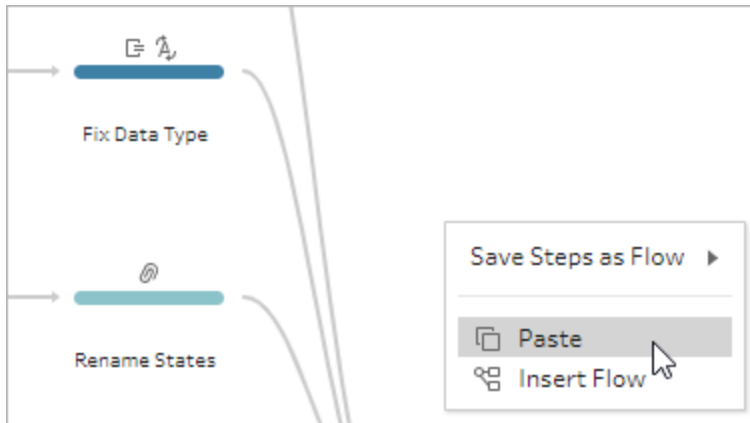 Fix Data Type
Save Steps as Flow
Paste
Rename States
Insert Flow